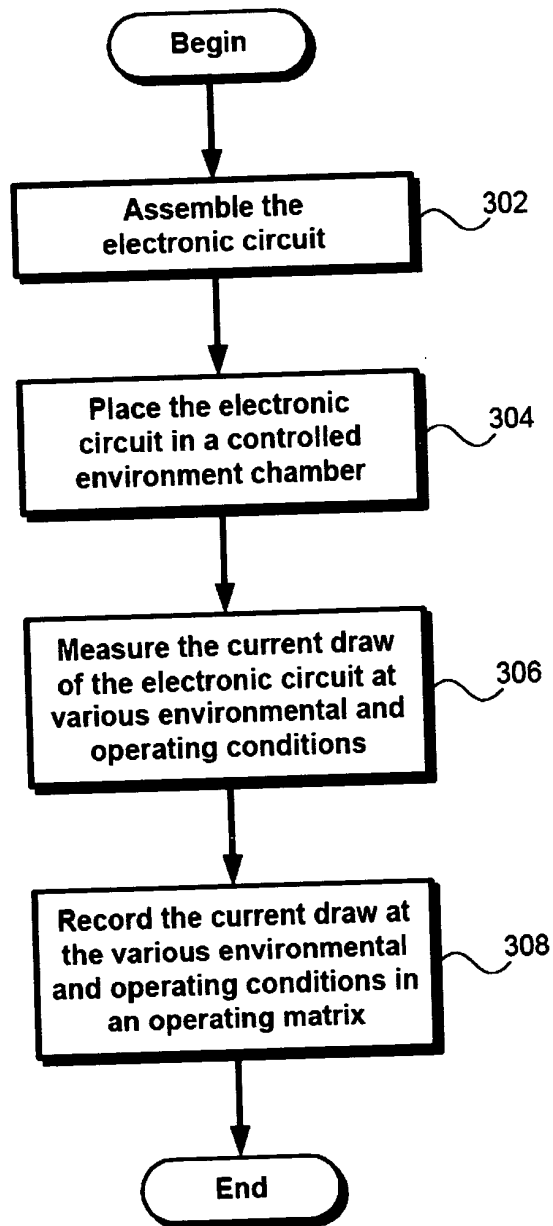 Begin
Assemble the
electronic circuit
302
Place the electronic
circuit in a controlled
environment chamber
304
Measure the current draw
of the electronic circuit at
various environmental and
operating conditions
306
Record the current draw at
the various environmental
and operating conditions in
an operating matrix
308
End